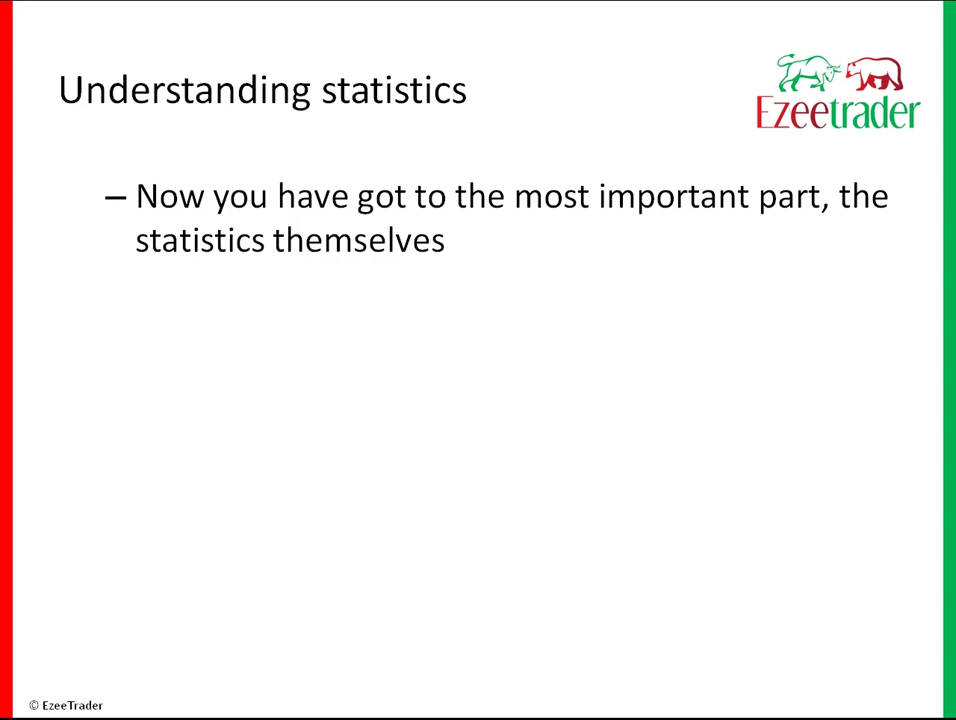 Understanding statistics
Ezeetrader
– Now you have got to the most important part, the
statistics themselves
© EzeeTrader